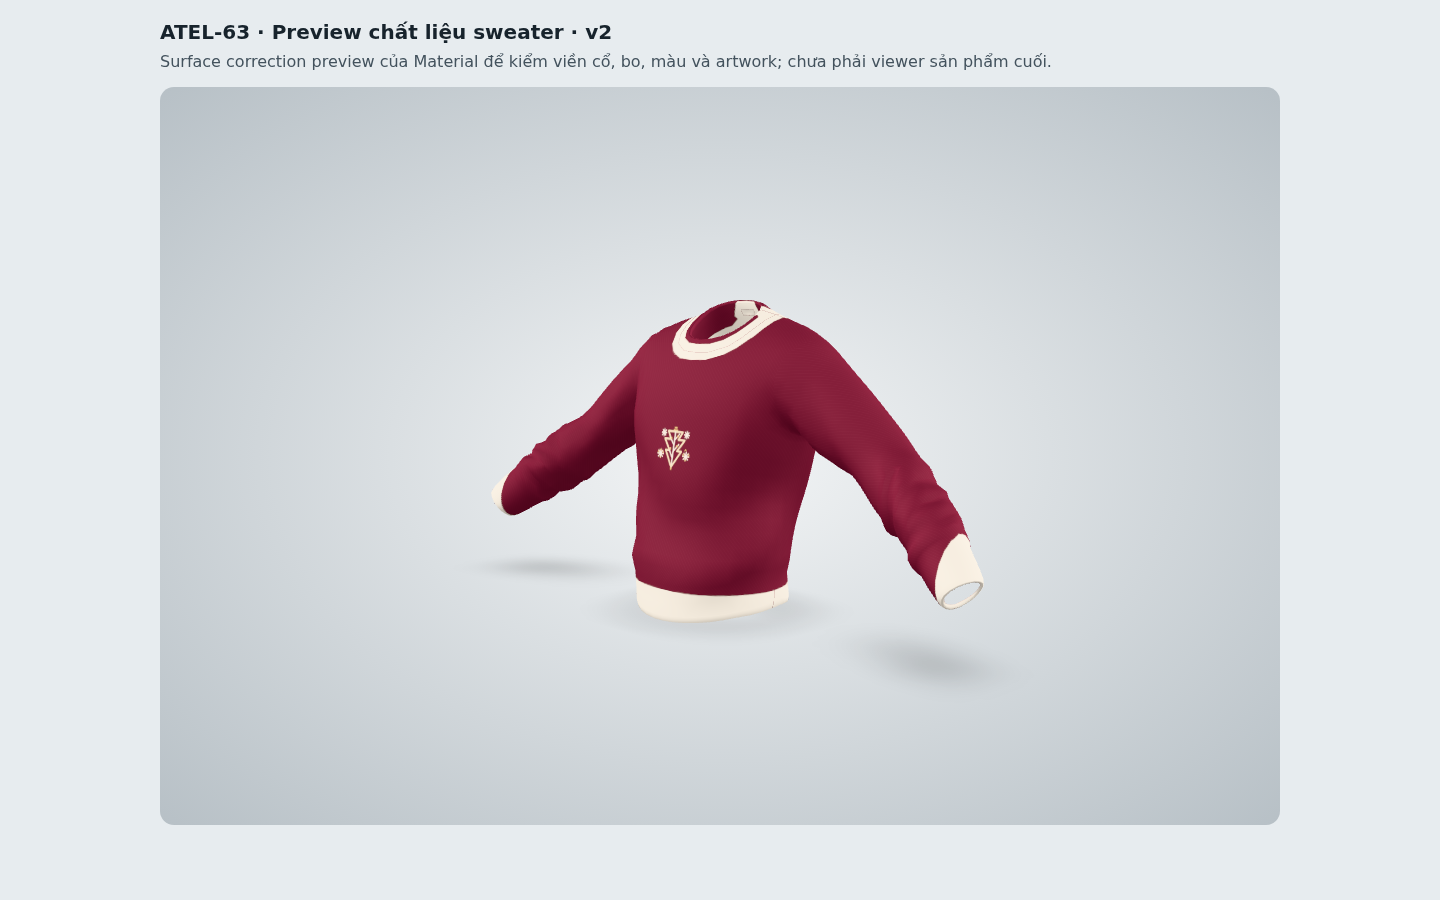 ATEL-63 · Preview chất liệu sweater · v2
Surface correction preview của Material để kiểm viền cổ, bo, màu và artwork; chưa phải viewer sản phẩm cuối.